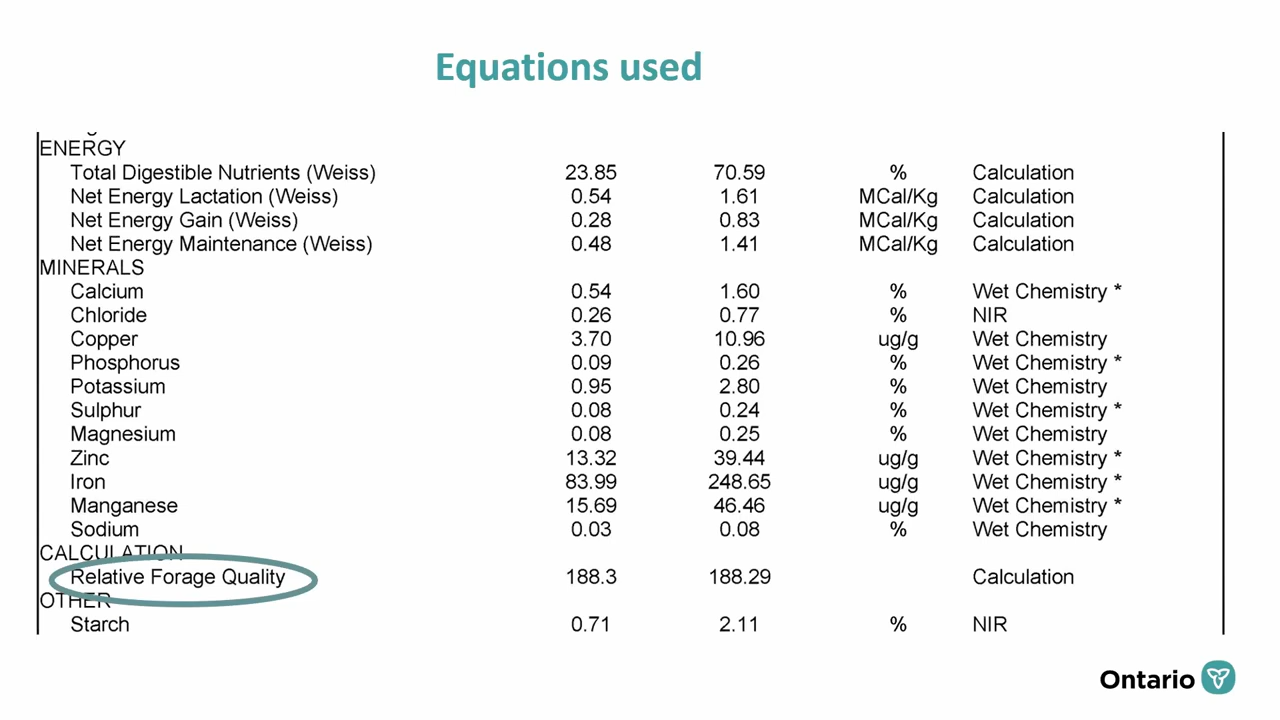 Equations used
ENERGY
Total Digestible Nutrients (Weiss) 23.85 70.59 % Calculation
Net Energy Lactation (Weiss) 0.54 1.61 MCal/Kg Calculation
Net Energy Gain (Weiss) 0.28 0.83 MCal/Kg Calculation
Net Energy Maintenance (Weiss) 0.48 1.41 MCal/Kg Calculation
MINERALS
Calcium 0.54 1.60 % Wet Chemistry *
Chloride 0.26 0.77 % NIR
Copper 3.70 10.96 ug/g Wet Chemistry
Phosphorus 0.09 0.26 % Wet Chemistry *
Potassium 0.95 2.80 % Wet Chemistry
Sulphur 0.08 0.24 % Wet Chemistry *
Magnesium 0.08 0.25 % Wet Chemistry
Zinc 13.32 39.44 ug/g Wet Chemistry *
Iron 83.99 248.65 ug/g Wet Chemistry *
Manganese 15.69 46.46 ug/g Wet Chemistry *
Sodium 0.03 0.08 % Wet Chemistry
CALCULATION
Relative Forage Quality 188.3 188.29 Calculation
OTHER
Starch 0.71 2.11 % NIR
Ontario